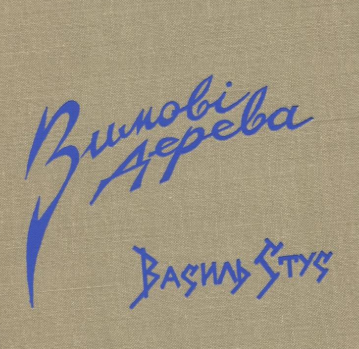 Зимові
дерева
Василь Стус